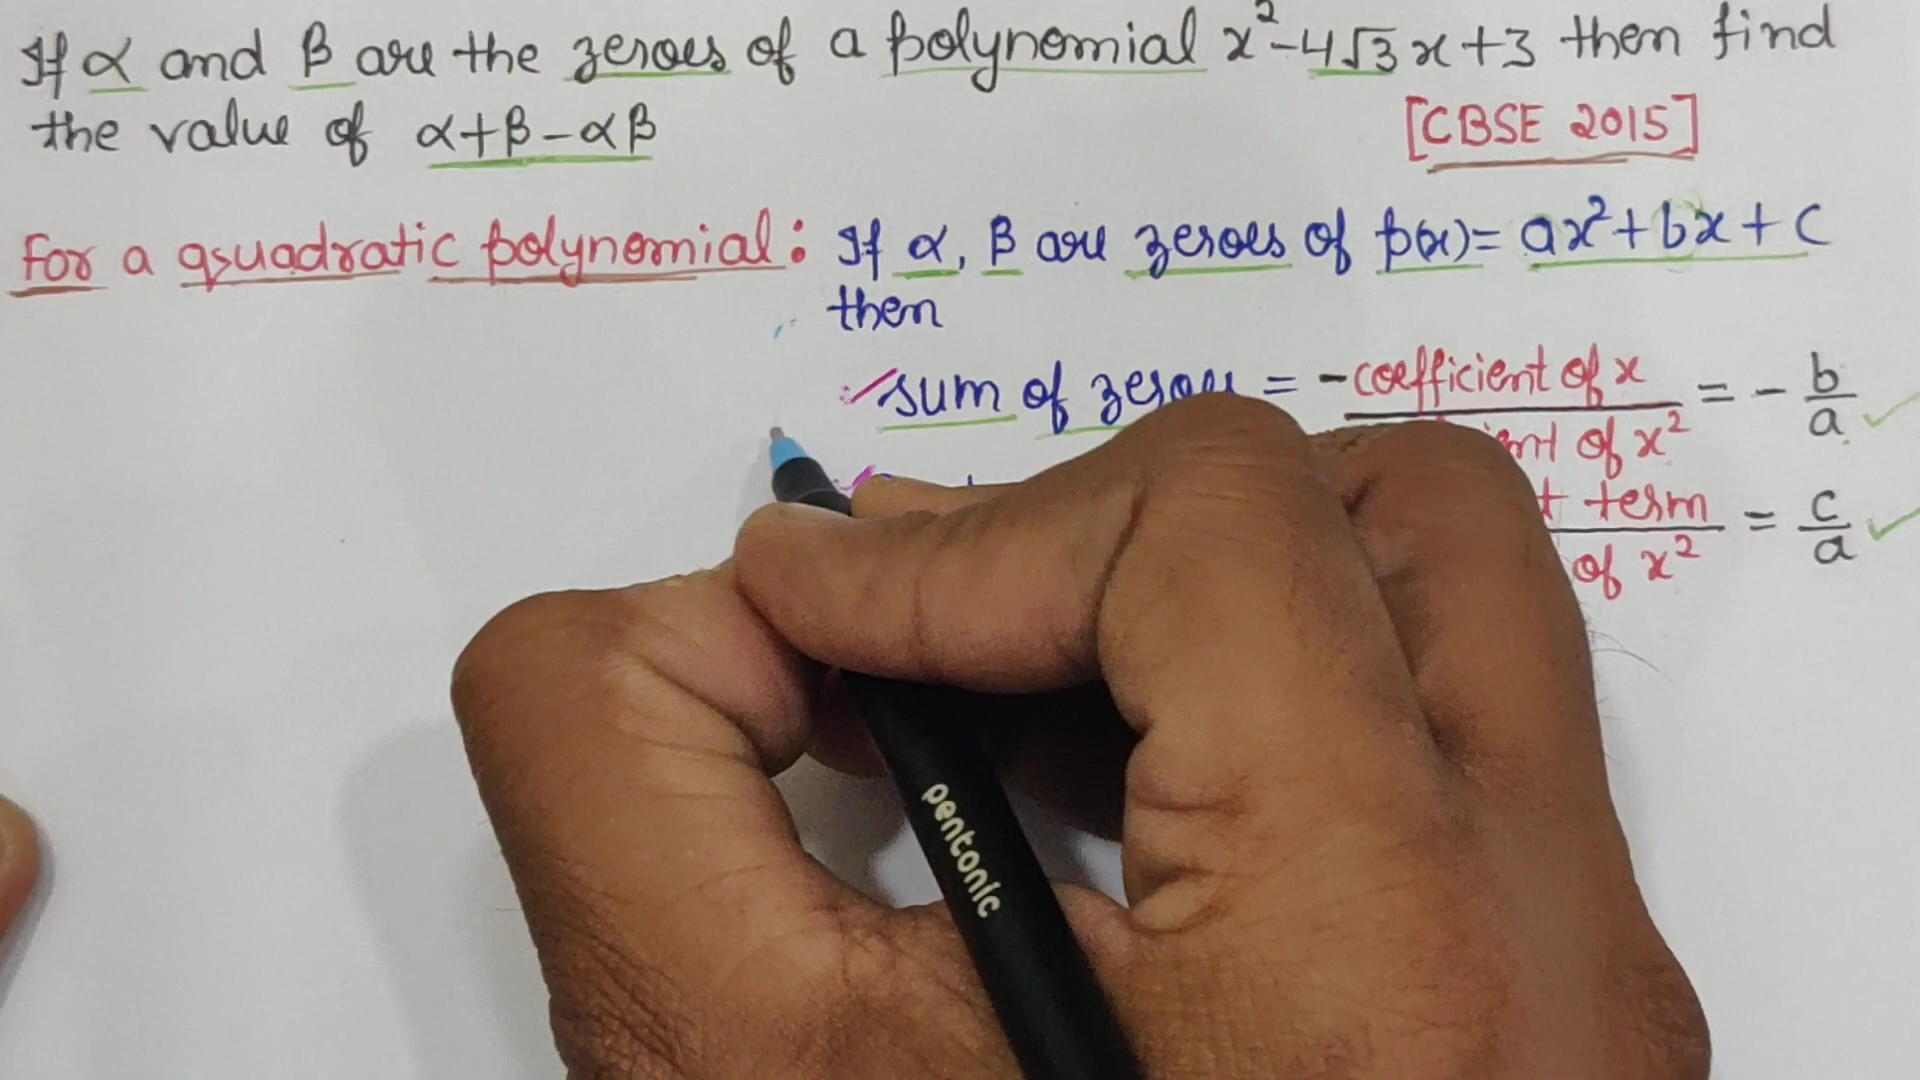 If α and β are the zeroes of a polynomial x²-4√3x+3 then find
the value of α+β-αβ
[CBSE 2015]
For a quadratic polynomial: If α, β are zeroes of p(x)= ax²+bx+c
then
sum of zeroes = -coefficient of x / of x² = - b/a
term / of x² = c/a
pentonic